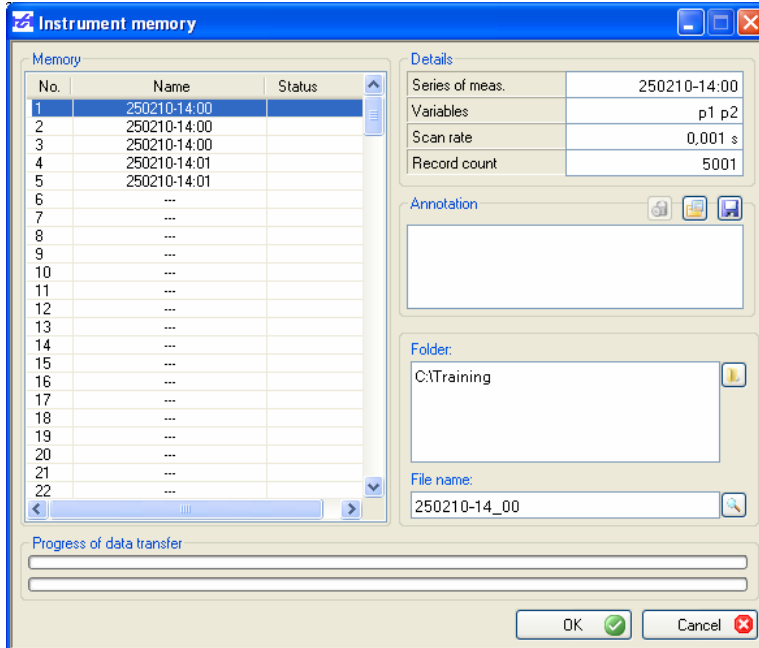 Instrument memory
Memory
No. Name Status
1 250210-14:00
2 250210-14:00
3 250210-14:00
4 250210-14:01
5 250210-14:01
6 ---
7 ---
8 ---
9 ---
10 ---
11 ---
12 ---
13 ---
14 ---
15 ---
16 ---
17 ---
18 ---
19 ---
20 ---
21 ---
22 ---
Details
Series of meas. 250210-14:00
Variables p1 p2
Scan rate 0,001 s
Record count 5001
Annotation
Folder:
C:\Training
File name:
250210-14_00
Progress of data transfer
OK Cancel